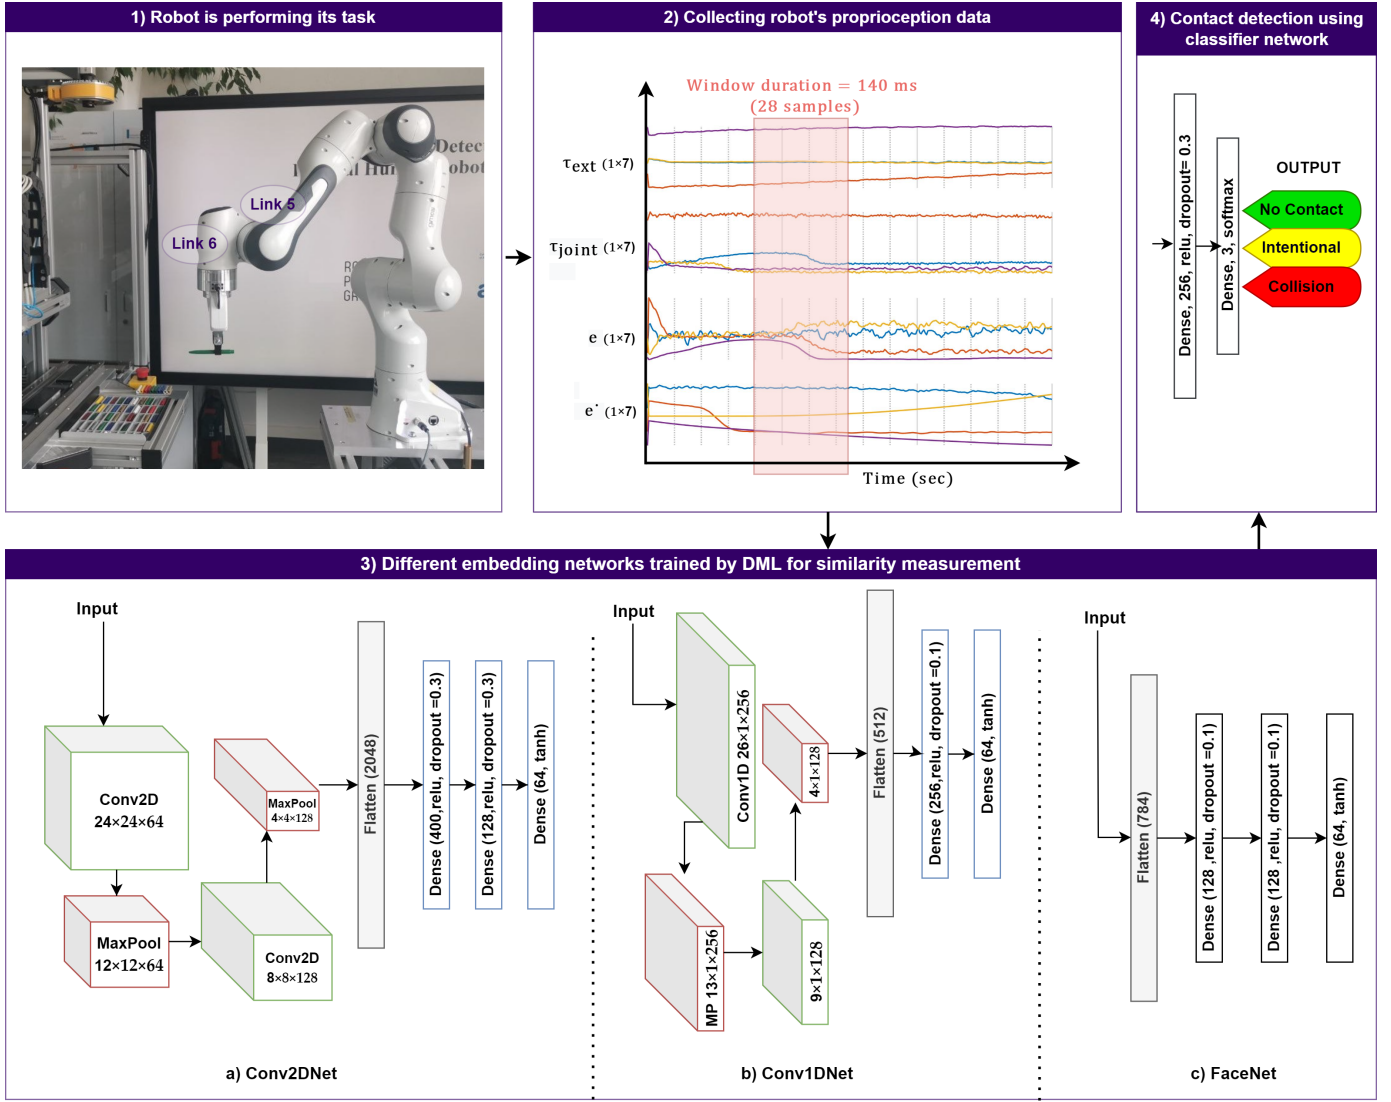 1) Robot is performing its task
Detec
l Hu
obot
Link 5
Link 6
2) Collecting robot's proprioception data
Window duration = 140 ms
(28 samples)
τext (1×7)
τjoint (1×7)
e (1×7)
e˙ (1×7)
Time (sec)
4) Contact detection using
classifier network
Dense, 256, relu, dropout= 0.3
Dense, 3, softmax
OUTPUT
No Contact
Intentional
Collision
3) Different embedding networks trained by DML for similarity measurement
Input
Conv2D
24×24×64
MaxPool
12×12×64
Conv2D
8×8×128
MaxPool
4×4×128
Flatten (2048)
Dense (400,relu, dropout =0.3)
Dense (128,relu, dropout =0.3)
Dense (64, tanh)
a) Conv2DNet
Input
Conv1D 26×1×256
MP 13×1×256
9×1×128
4×1×128
Flatten (512)
Dense (256,relu, dropout =0.1)
Dense (64, tanh)
b) Conv1DNet
Input
Flatten (784)
Dense (128 ,relu, dropout =0.1)
Dense (128 ,relu, dropout =0.1)
Dense (64, tanh)
c) FaceNet